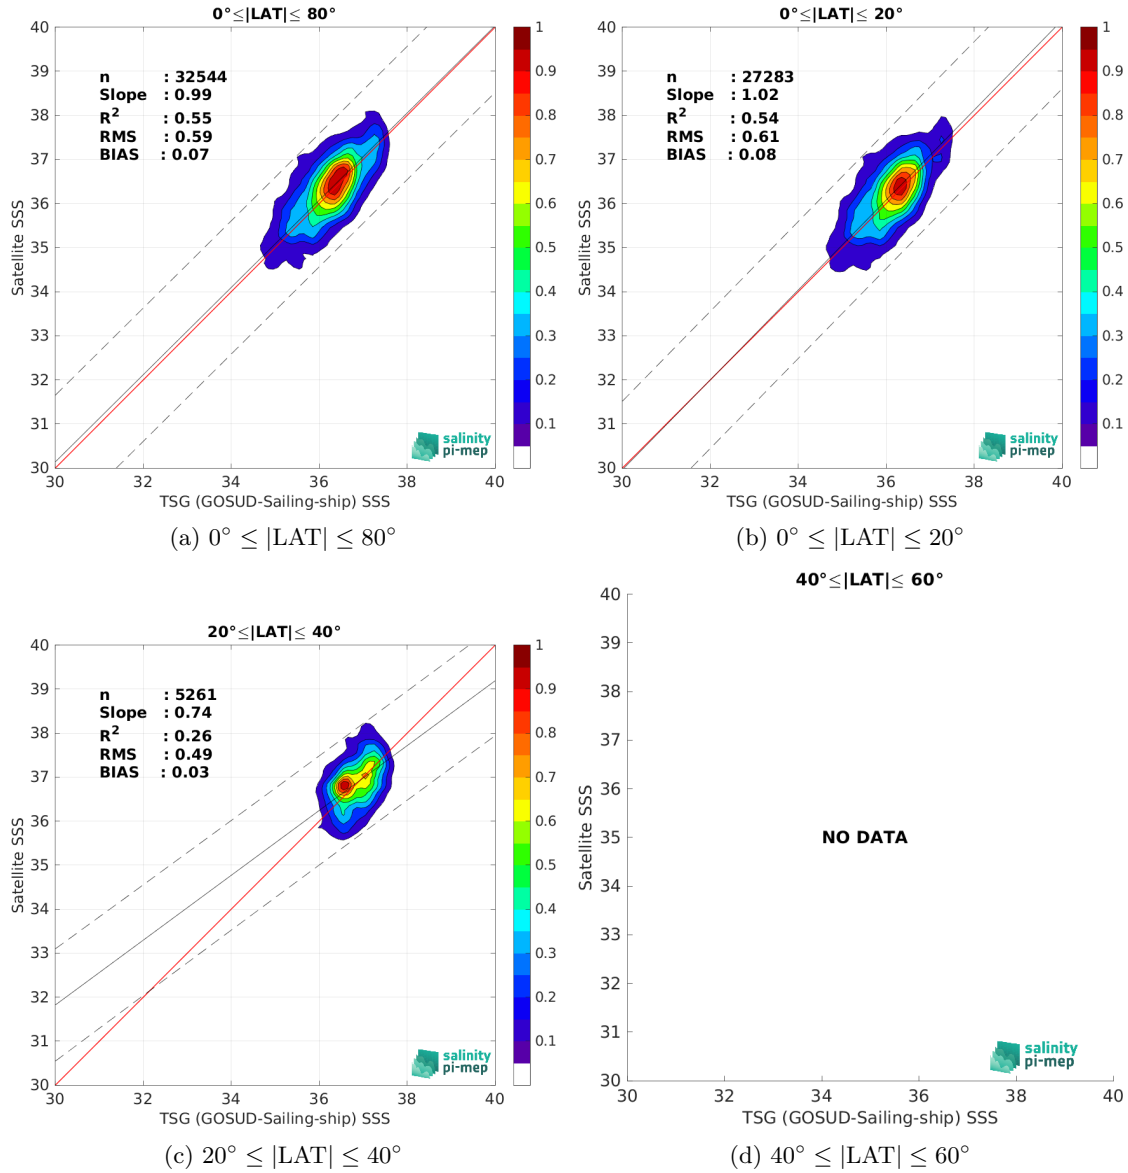 0°≤|LAT|≤ 80°
40
39
38
37
36
35
34
33
32
31
30
30
32
34
36
38
40
Satellite SSS
TSG (GOSUD-Sailing-ship) SSS
n : 32544
Slope : 0.99
R² : 0.55
RMS : 0.59
BIAS : 0.07
1
0.9
0.8
0.7
0.6
0.5
0.4
0.3
0.2
0.1
salinity
pi-mep
(a) 0° ≤ |LAT| ≤ 80°
0°≤|LAT|≤ 20°
40
39
38
37
36
35
34
33
32
31
30
30
32
34
36
38
40
Satellite SSS
TSG (GOSUD-Sailing-ship) SSS
n : 27283
Slope : 1.02
R² : 0.54
RMS : 0.61
BIAS : 0.08
1
0.9
0.8
0.7
0.6
0.5
0.4
0.3
0.2
0.1
salinity
pi-mep
(b) 0° ≤ |LAT| ≤ 20°
20°≤|LAT|≤ 40°
40
39
38
37
36
35
34
33
32
31
30
30
32
34
36
38
40
Satellite SSS
TSG (GOSUD-Sailing-ship) SSS
n : 5261
Slope : 0.74
R² : 0.26
RMS : 0.49
BIAS : 0.03
1
0.9
0.8
0.7
0.6
0.5
0.4
0.3
0.2
0.1
salinity
pi-mep
(c) 20° ≤ |LAT| ≤ 40°
40°≤|LAT|≤ 60°
40
39
38
37
36
35
34
33
32
31
30
30
32
34
36
38
40
Satellite SSS
TSG (GOSUD-Sailing-ship) SSS
NO DATA
salinity
pi-mep
(d) 40° ≤ |LAT| ≤ 60°